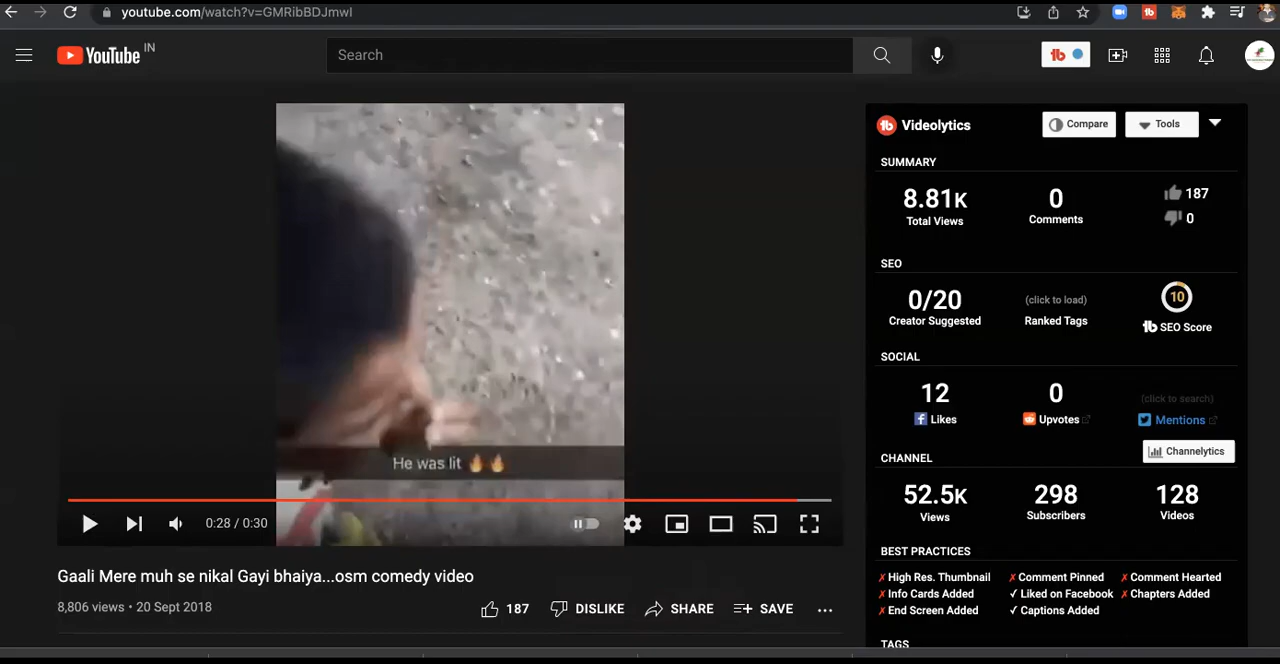 youtube.com/watch?v=GMRibBDJmwI
YouTube IN
Search
He was lit 🔥🔥
0:28 / 0:30
Gaali Mere muh se nikal Gayi bhaiya...osm comedy video
8,806 views • 20 Sept 2018
187 DISLIKE SHARE SAVE ...
Videolytics Compare Tools
SUMMARY
8.81K 0 187
Total Views Comments 0
SEO
0/20 (click to load) 10
Creator Suggested Ranked Tags SEO Score
SOCIAL
12 0 (click to search)
Likes Upvotes Mentions
CHANNEL Channelytics
52.5K 298 128
Views Subscribers Videos
BEST PRACTICES
✗ High Res. Thumbnail ✗ Comment Pinned ✗ Comment Hearted
✗ Info Cards Added ✓ Liked on Facebook ✗ Chapters Added
✗ End Screen Added ✓ Captions Added
TAGS